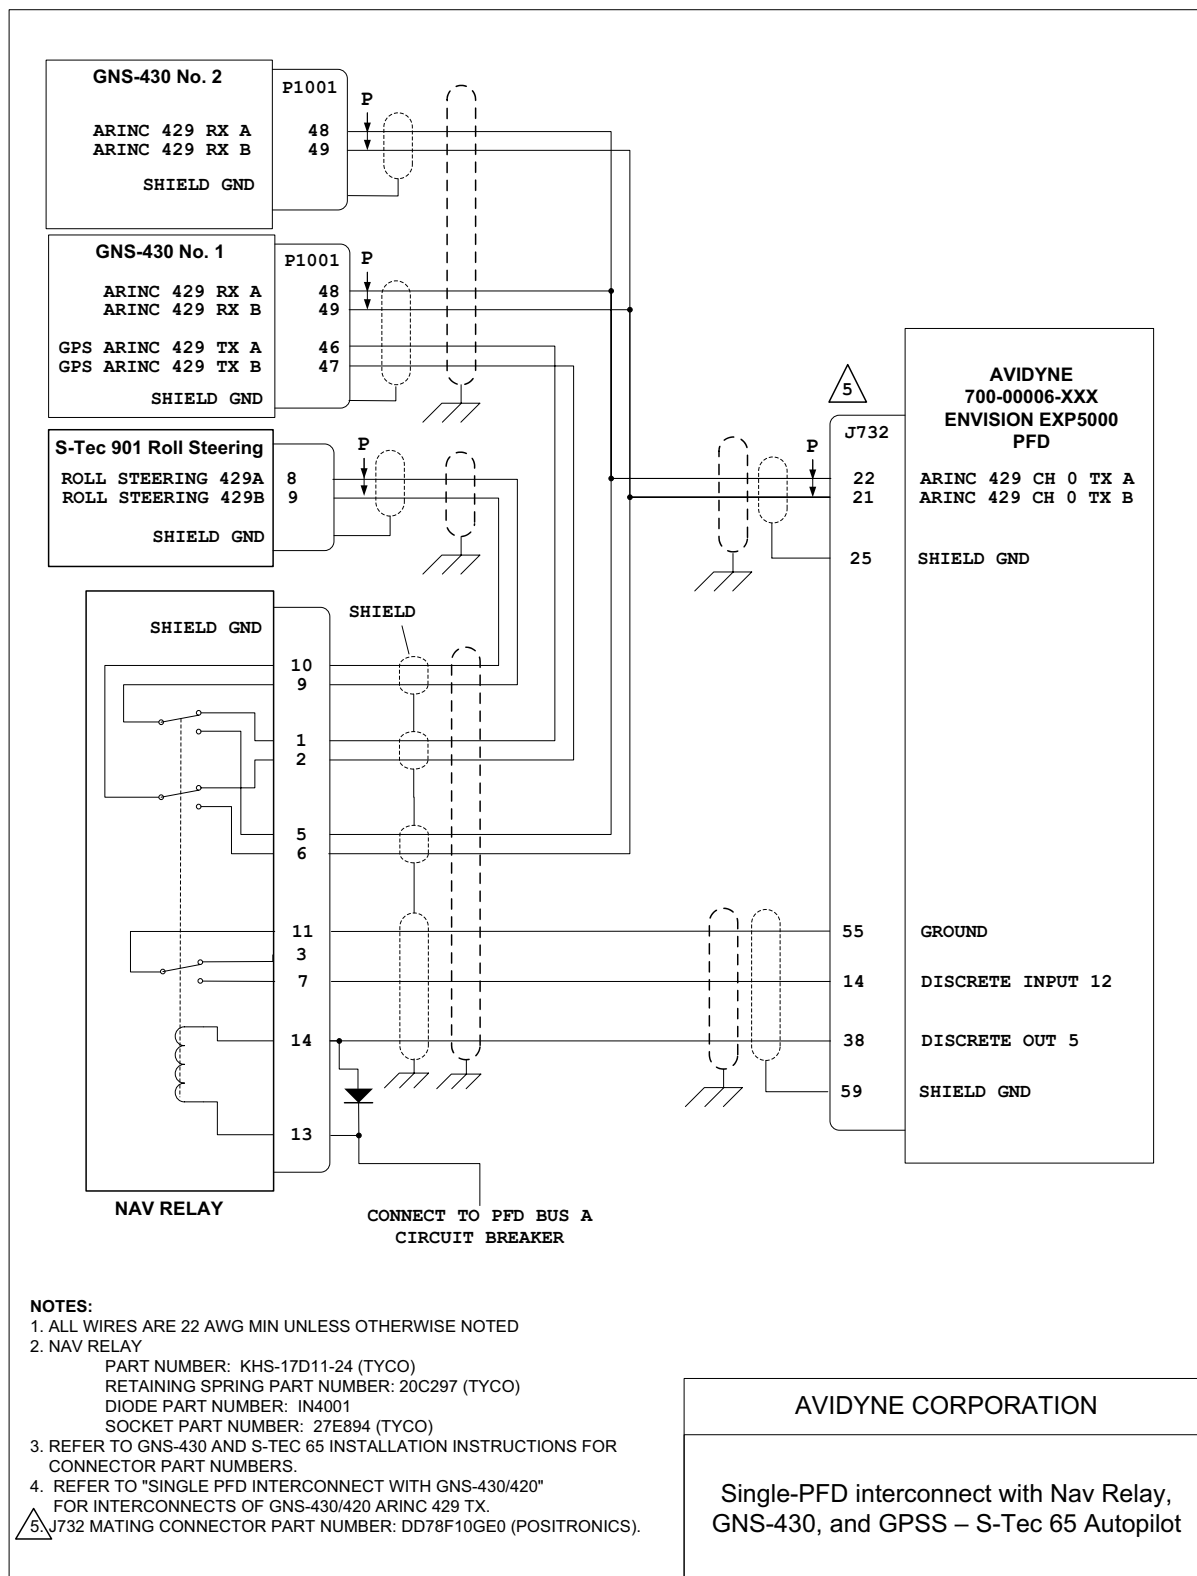 GNS-430 No. 2
P1001
P
ARINC 429 RX A 48
ARINC 429 RX B 49
SHIELD GND
GNS-430 No. 1
P1001
P
ARINC 429 RX A 48
ARINC 429 RX B 49
GPS ARINC 429 TX A 46
GPS ARINC 429 TX B 47
SHIELD GND
S-Tec 901 Roll Steering
P
ROLL STEERING 429A 8
ROLL STEERING 429B 9
SHIELD GND
5
AVIDYNE
700-00006-XXX
ENVISION EXP5000
PFD
J732
P
22 ARINC 429 CH 0 TX A
21 ARINC 429 CH 0 TX B
25 SHIELD GND
SHIELD
SHIELD GND
10
9
1
2
5
6
11
3
7
14
13
55 GROUND
14 DISCRETE INPUT 12
38 DISCRETE OUT 5
59 SHIELD GND
NAV RELAY
CONNECT TO PFD BUS A
CIRCUIT BREAKER
NOTES:
1. ALL WIRES ARE 22 AWG MIN UNLESS OTHERWISE NOTED
2. NAV RELAY
PART NUMBER: KHS-17D11-24 (TYCO)
RETAINING SPRING PART NUMBER: 20C297 (TYCO)
DIODE PART NUMBER: IN4001
SOCKET PART NUMBER: 27E894 (TYCO)
3. REFER TO GNS-430 AND S-TEC 65 INSTALLATION INSTRUCTIONS FOR
CONNECTOR PART NUMBERS.
4. REFER TO "SINGLE PFD INTERCONNECT WITH GNS-430/420"
FOR INTERCONNECTS OF GNS-430/420 ARINC 429 TX.
5. J732 MATING CONNECTOR PART NUMBER: DD78F10GE0 (POSITRONICS).
AVIDYNE CORPORATION
Single-PFD interconnect with Nav Relay,
GNS-430, and GPSS – S-Tec 65 Autopilot